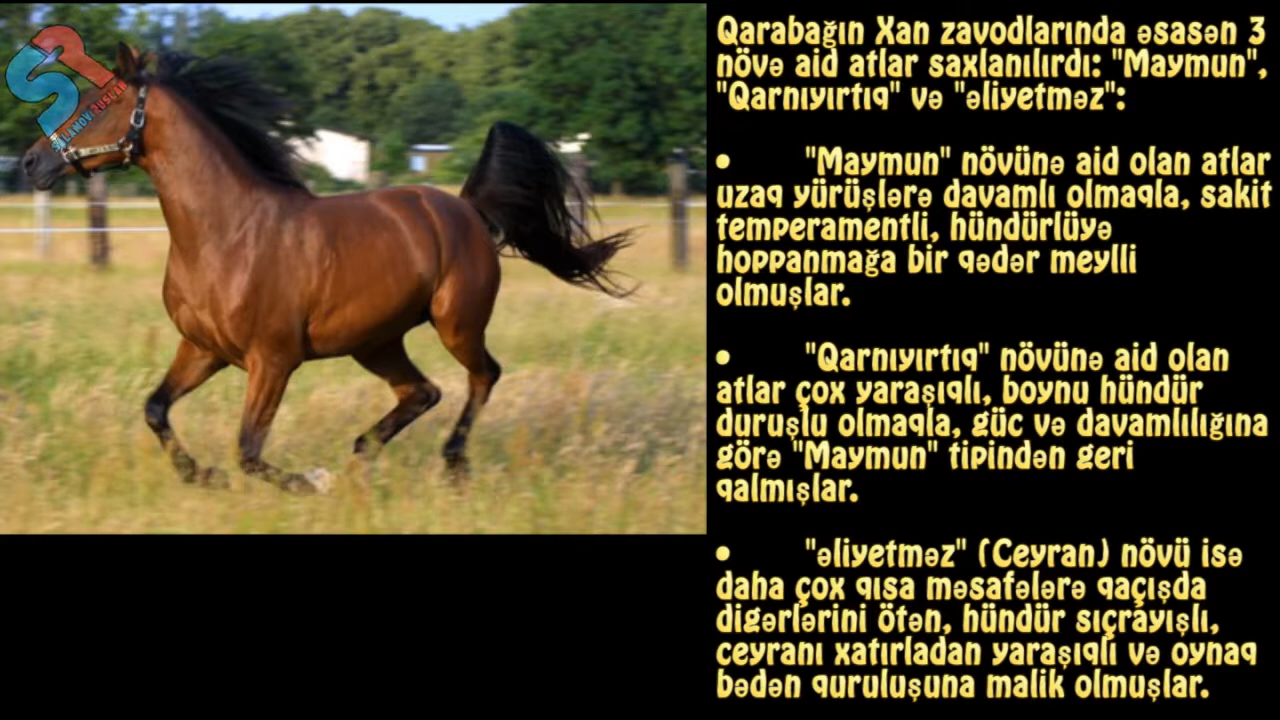 SALANOV RUSLAN
Qarabağın Xan zavodlarında əsasən 3
növə aid atlar saxlanılırdı: "Maymun",
"Qarnıyırtıq" və "əliyetməz":
• "Maymun" növünə aid olan atlar
uzaq yürüşlərə davamlı olmaqla, sakit
temperamentli, hündürlüyə
hoppanmağa bir qədər meylli
olmuşlar.
• "Qarnıyırtıq" növünə aid olan
atlar çox yaraşıqlı, boynu hündür
duruşlu olmaqla, güc və davamlılığına
görə "Maymun" tipindən geri
qalmışlar.
• "əliyetməz" (Ceyran) növü isə
daha çox qısa məsafələrə qaçışda
digərlərini ötən, hündür sıçrayışlı,
ceyranı xatırladan yaraşıqlı və oynaq
bədən quruluşuna malik olmuşlar.